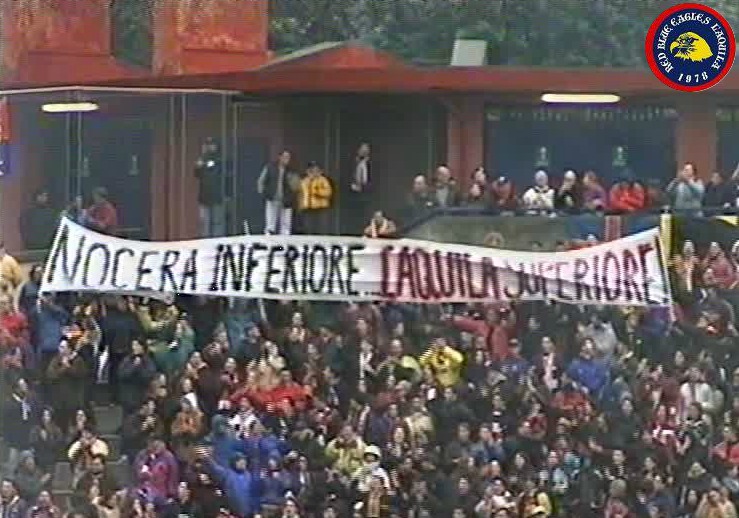 RED BLUE EAGLES L'AQUILA
1978
NOCERA INFERIORE... L'AQUILA SUPERIORE!